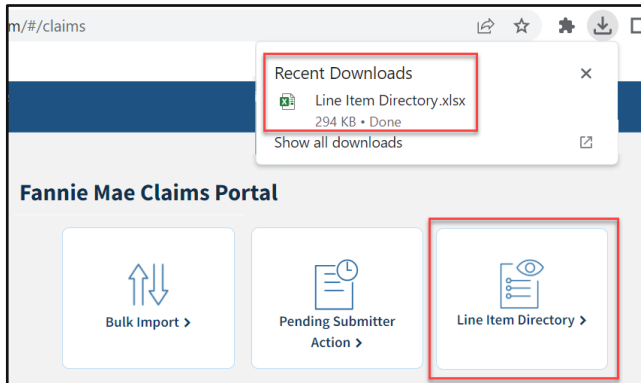 m/#/claims
Recent Downloads
Line Item Directory.xlsx
294 KB • Done
Show all downloads
Fannie Mae Claims Portal
Bulk Import >
Pending Submitter
Action >
Line Item Directory >